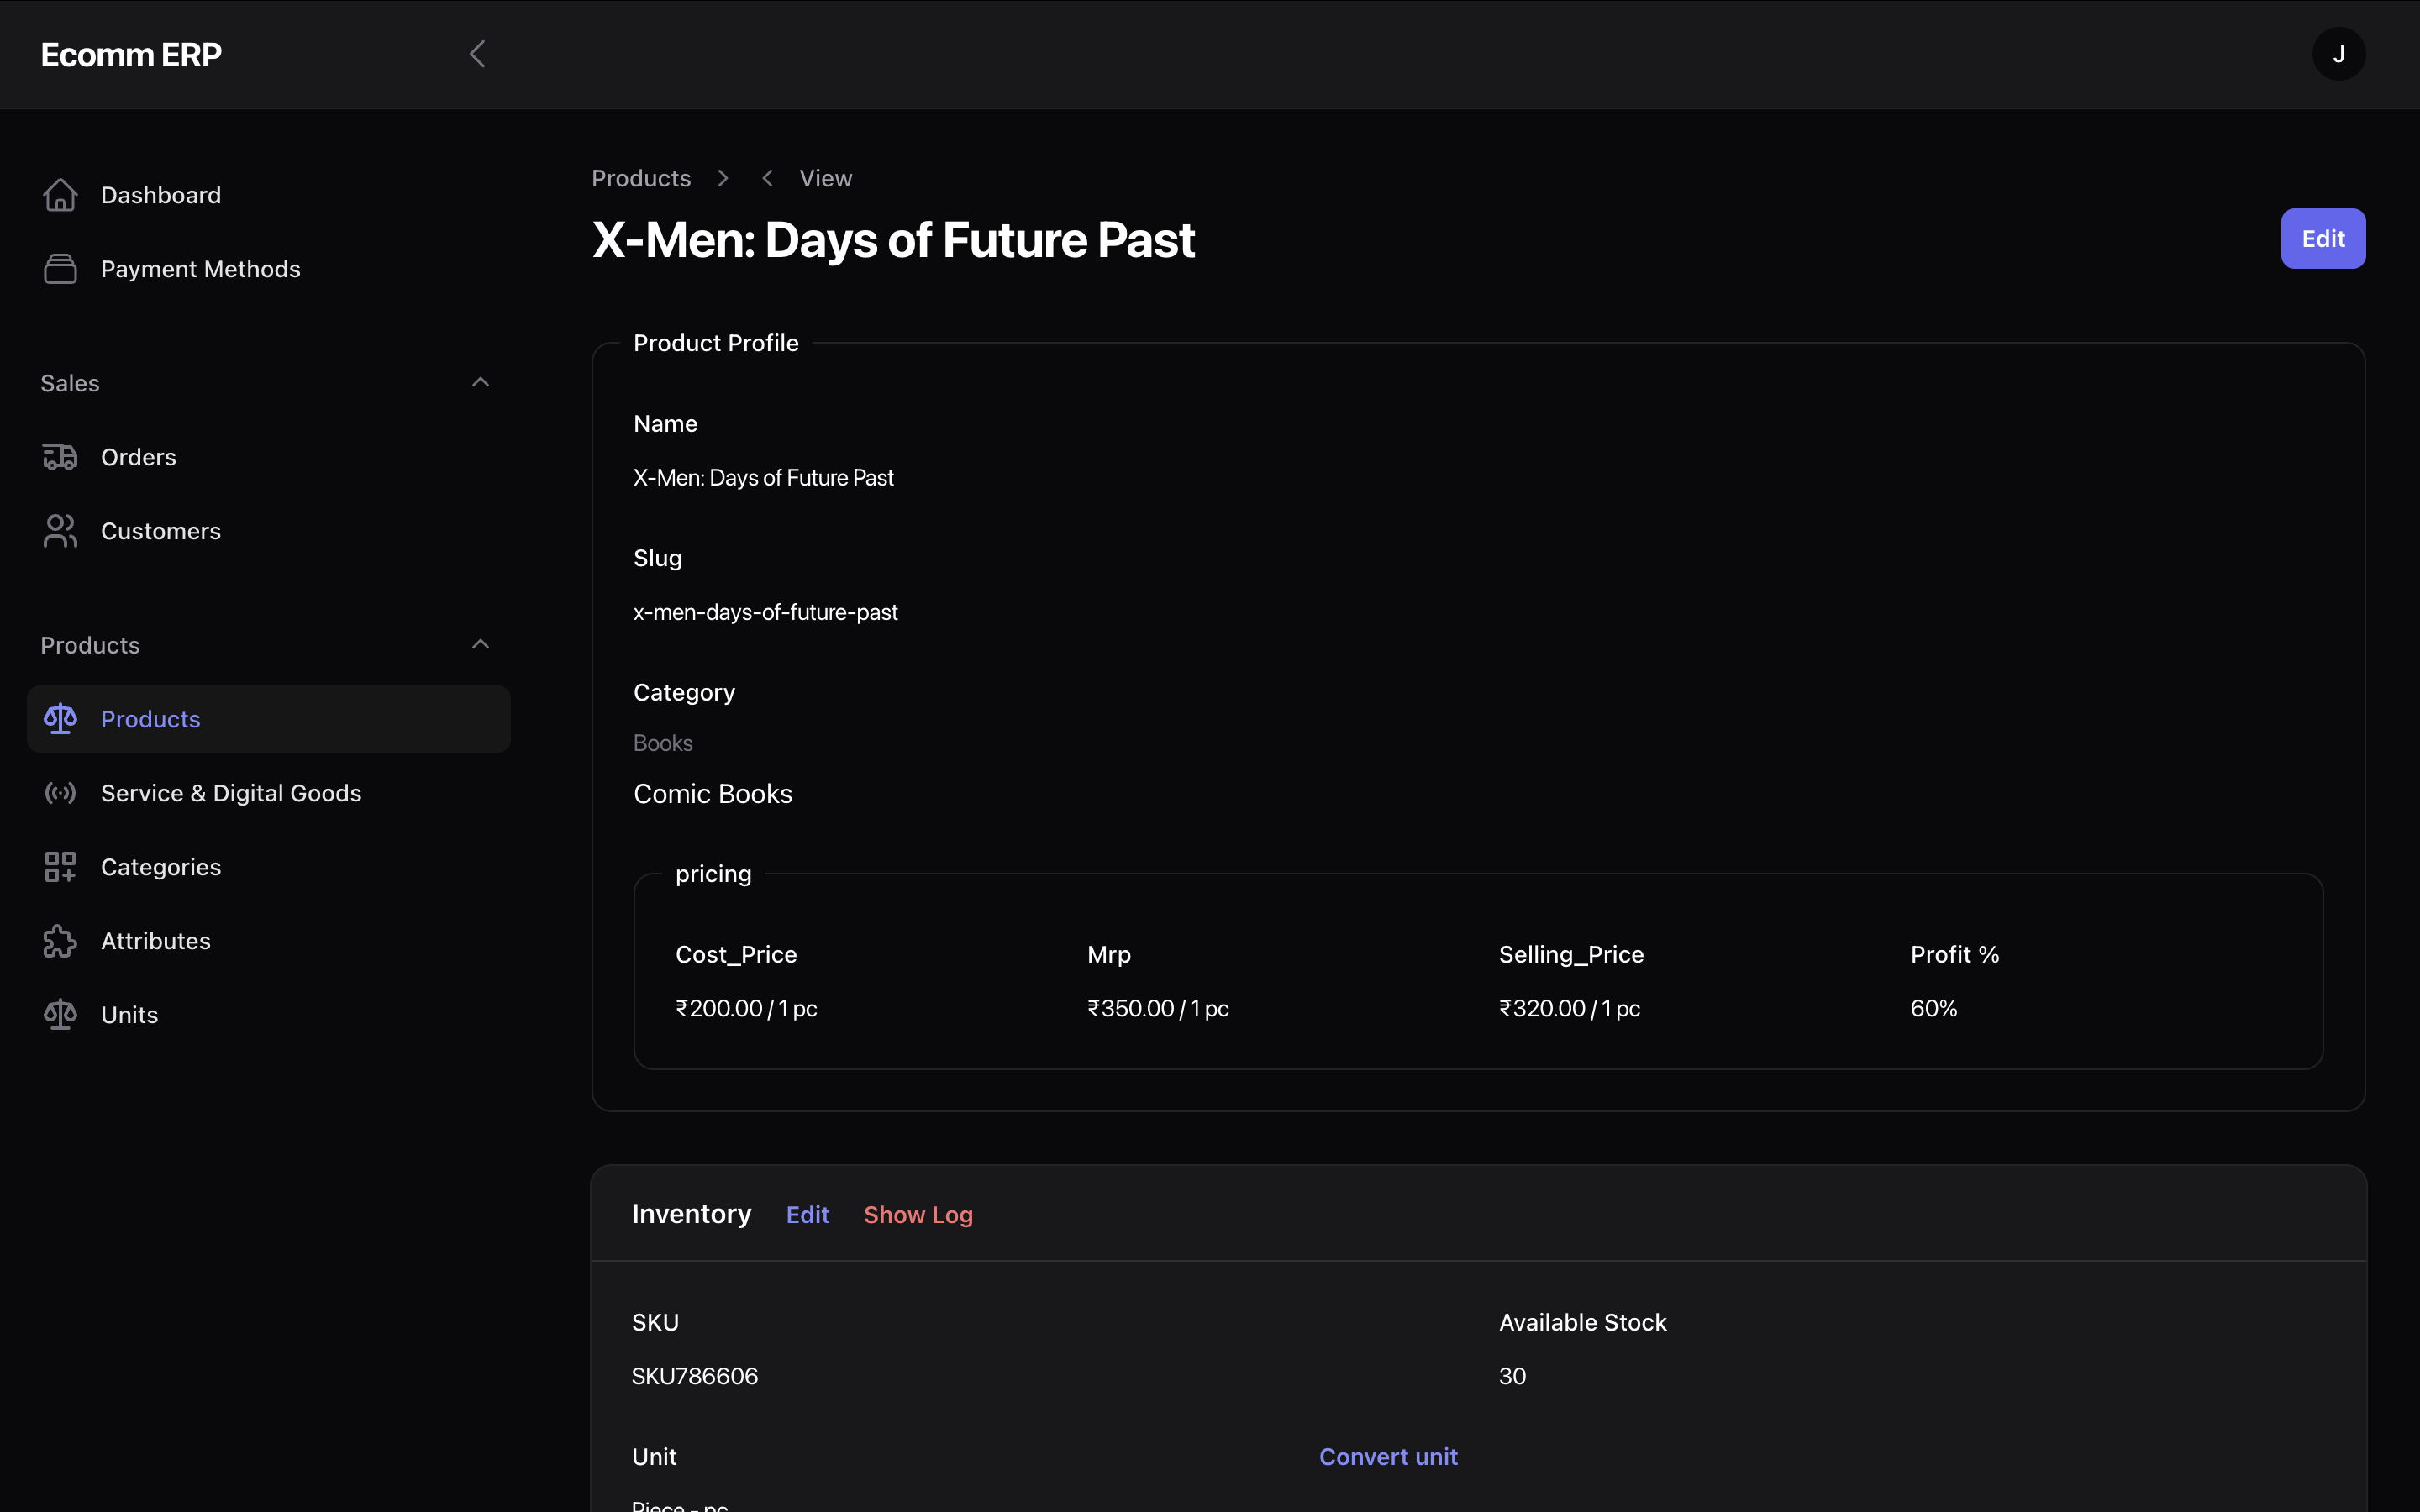 Ecomm ERP
J
Dashboard
Payment Methods
Sales
Orders
Customers
Products
Products
Service & Digital Goods
Categories
Attributes
Units
Products > < View
X-Men: Days of Future Past
Edit
Product Profile
Name
X-Men: Days of Future Past
Slug
x-men-days-of-future-past
Category
Books
Comic Books
pricing
Cost_Price Mrp Selling_Price Profit %
₹200.00 / 1 pc ₹350.00 / 1 pc ₹320.00 / 1 pc 60%
Inventory Edit Show Log
SKU Available Stock
SKU786606 30
Unit Convert unit
Piece - pc